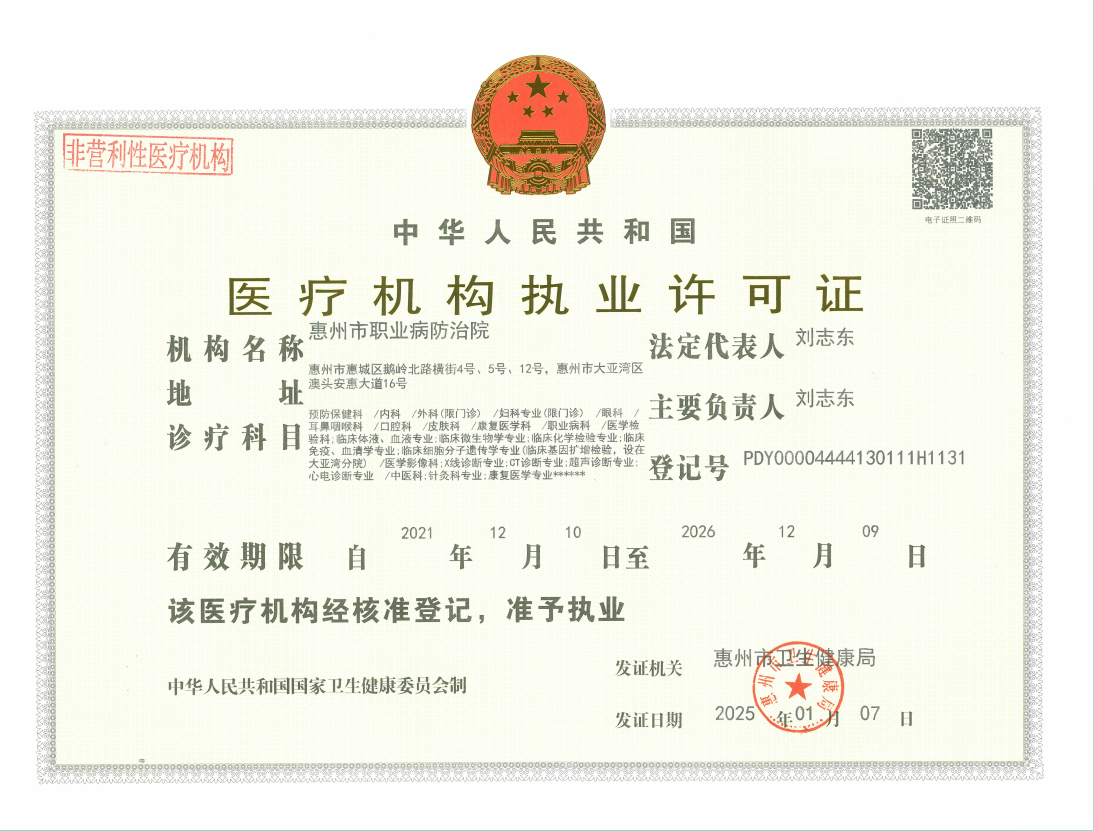 非营利性医疗机构
电子证照二维码
中华人民共和国
医疗机构执业许可证
机构名称 惠州市职业病防治院
法定代表人 刘志东
地址 惠州市惠城区鹅岭北路横街4号、5号、12号，惠州市大亚湾区
澳头安惠大道16号
主要负责人 刘志东
诊疗科目 预防保健科 /内科 /外科(限门诊) /妇科专业(限门诊) /眼科 /
耳鼻咽喉科 /口腔科 /皮肤科 /康复医学科 /职业病科 /医学检
验科;临床体液、血液专业;临床微生物学专业;临床化学检验专业;临床
免疫、血清学专业;临床细胞分子遗传学专业(临床基因扩增检验，设在
大亚湾分院) /医学影像科;X线诊断专业;CT诊断专业;超声诊断专业;
心电诊断专业 /中医科;针灸科专业;康复医学专业******
登记号 PDY00004444130111H1131
有效期限 自 2021 年 12 月 10 日至 2026 年 12 月 09 日
该医疗机构经核准登记，准予执业
发证机关 惠州市卫生健康局
惠州市卫生健康局
中华人民共和国国家卫生健康委员会制
发证日期 2025 年 01 月 07 日